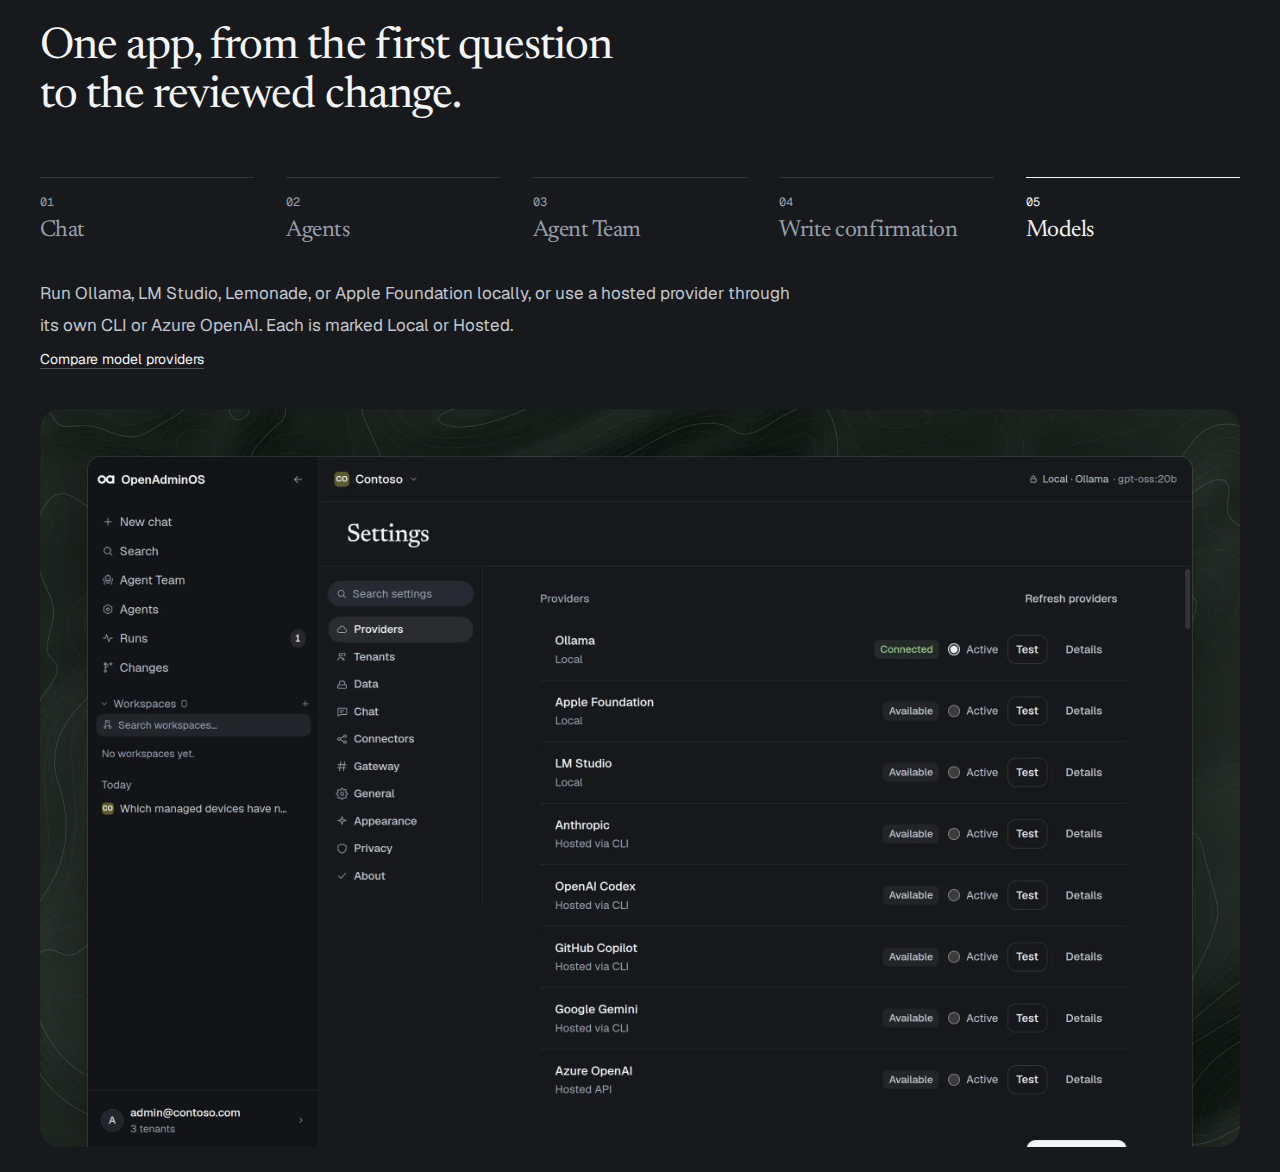 One app, from the first question
to the reviewed change.
01
Chat
02
Agents
03
Agent Team
04
Write confirmation
05
Models
Run Ollama, LM Studio, Lemonade, or Apple Foundation locally, or use a hosted provider through
its own CLI or Azure OpenAI. Each is marked Local or Hosted.
Compare model providers
OpenAdminOS
New chat
Search
Agent Team
Agents
Runs 1
Changes
Workspaces 0
Search workspaces...
No workspaces yet.
Today
CO Which managed devices have n...
A admin@contoso.com
3 tenants
CO Contoso
Local · Ollama · gpt-oss:20b
Settings
Search settings
Providers
Tenants
Data
Chat
Connectors
Gateway
General
Appearance
Privacy
About
Providers Refresh providers
Ollama
Local
Connected Active Test Details
Apple Foundation
Local
Available Active Test Details
LM Studio
Local
Available Active Test Details
Anthropic
Hosted via CLI
Available Active Test Details
OpenAI Codex
Hosted via CLI
Available Active Test Details
GitHub Copilot
Hosted via CLI
Available Active Test Details
Google Gemini
Hosted via CLI
Available Active Test Details
Azure OpenAI
Hosted API
Available Active Test Details